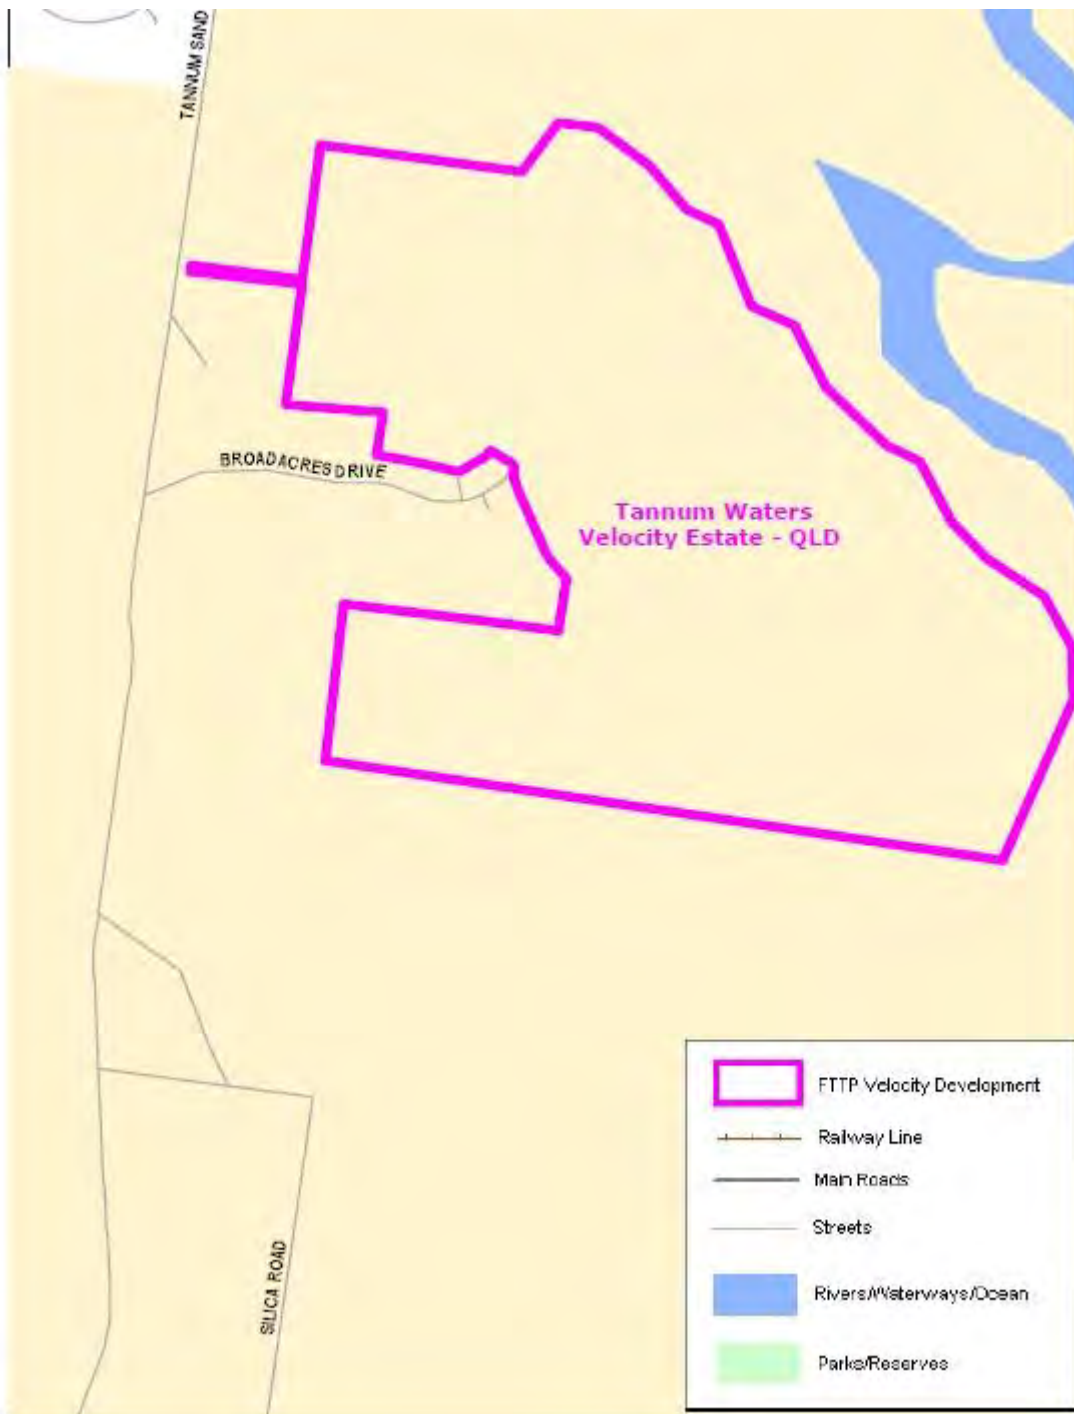 TANNUM SAND
BROADACRES DRIVE
Tannum Waters
Velocity Estate - QLD
SILICA ROAD
FTTP Velocity Development
Railway Line
Main Roads
Streets
Rivers/Waterways/Ocean
Parks/Reserves